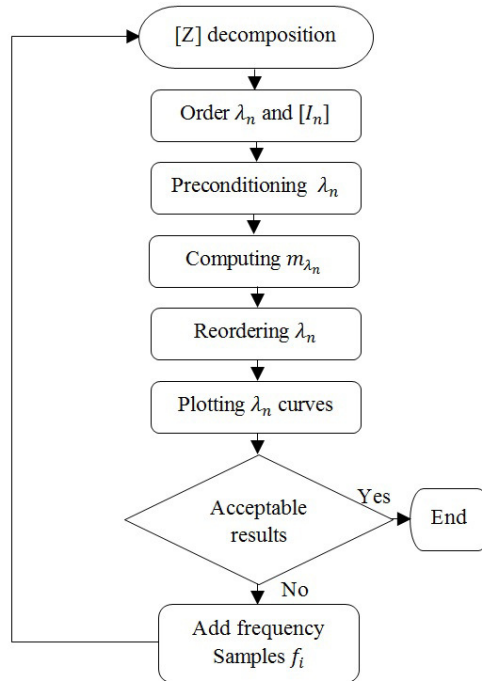 [Z] decomposition
Order λₙ and [Iₙ]
Preconditioning λₙ
Computing m_λₙ
Reordering λₙ
Plotting λₙ curves
Acceptable
results
Yes
End
No
Add frequency
Samples fᵢ